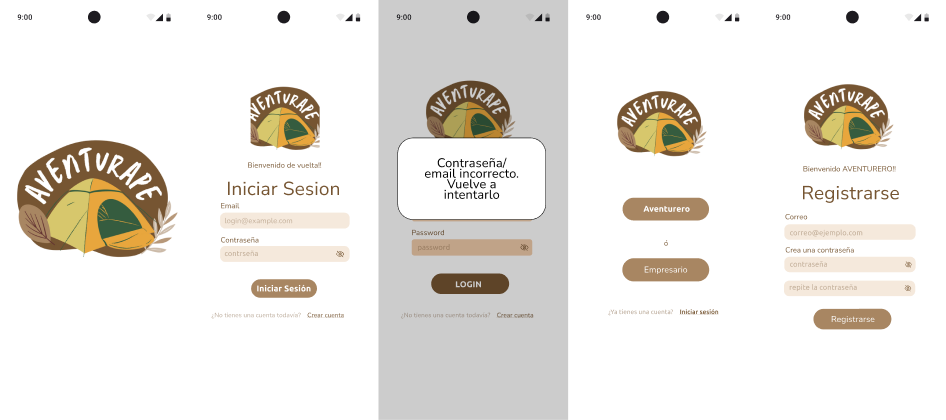 9:00
AVENTURAPE
9:00
AVENTURAPE
Bienvenido de vuelta!!
Iniciar Sesion
Email
login@example.com
Contraseña
contrseña
Iniciar Sesión
¿No tienes una cuenta todavía? Crear cuenta
9:00
AVENTURAPE
Contraseña/
email incorrecto.
Vuelve a
intentarlo
Password
password
LOGIN
¿No tienes una cuenta todavía? Crear cuenta
9:00
AVENTURAPE
Aventurero
ó
Empresario
¿Ya tienes una cuenta? Iniciar sesión
9:00
AVENTURAPE
Bienvenido AVENTURERO!!
Registrarse
Correo
correo@ejemplo.com
Crea una contraseña
contraseña
repite la contraseña
Registrarse